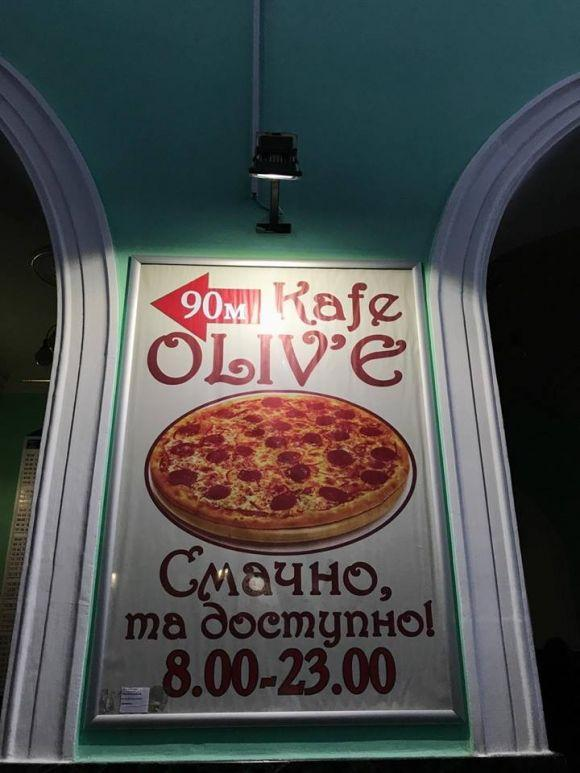 90м Kafe
OLIV'E
Смачно,
та доступно!
8.00-23.00